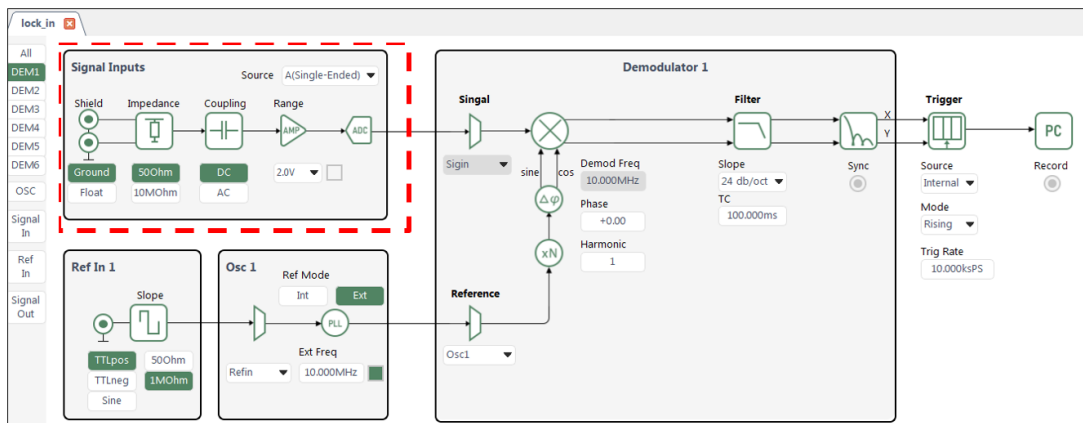 lock_in
All
DEM1
DEM2
DEM3
DEM4
DEM5
DEM6
OSC
Signal
In
Ref
In
Signal
Out
Signal Inputs
Source A(Single-Ended)
Shield Impedance Coupling Range
AMP ADC
Ground 50Ohm DC 2.0V
Float 10MOhm AC
Ref In 1
Slope
TTLpos 50Ohm
TTLneg 1MOhm
Sine
Osc 1
Ref Mode
Int Ext
PLL
Ext Freq
Refin 10.000MHz
Demodulator 1
Singal
Sigin
sine cos
Δφ
xN
Demod Freq
10.000MHz
Phase
+0.00
Harmonic
1
Reference
Osc1
Filter
Slope
24 db/oct
TC
100.000ms
Sync
X
Y
Trigger
Source
Internal
Mode
Rising
Trig Rate
10.000ksPS
PC
Record